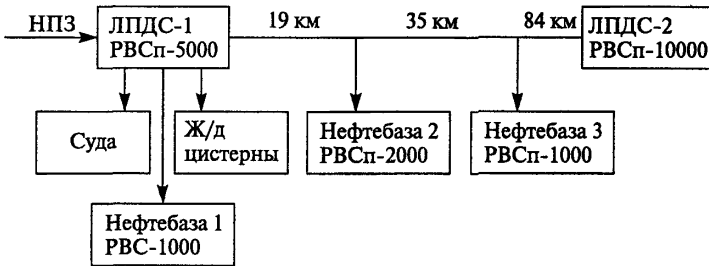 НПЗ
ЛПДС-1
РВСп-5000
19 км
35 км
84 км
ЛПДС-2
РВСп-10000
Суда
Ж/д
цистерны
Нефтебаза 2
РВСп-2000
Нефтебаза 3
РВСп-1000
Нефтебаза 1
РВС-1000